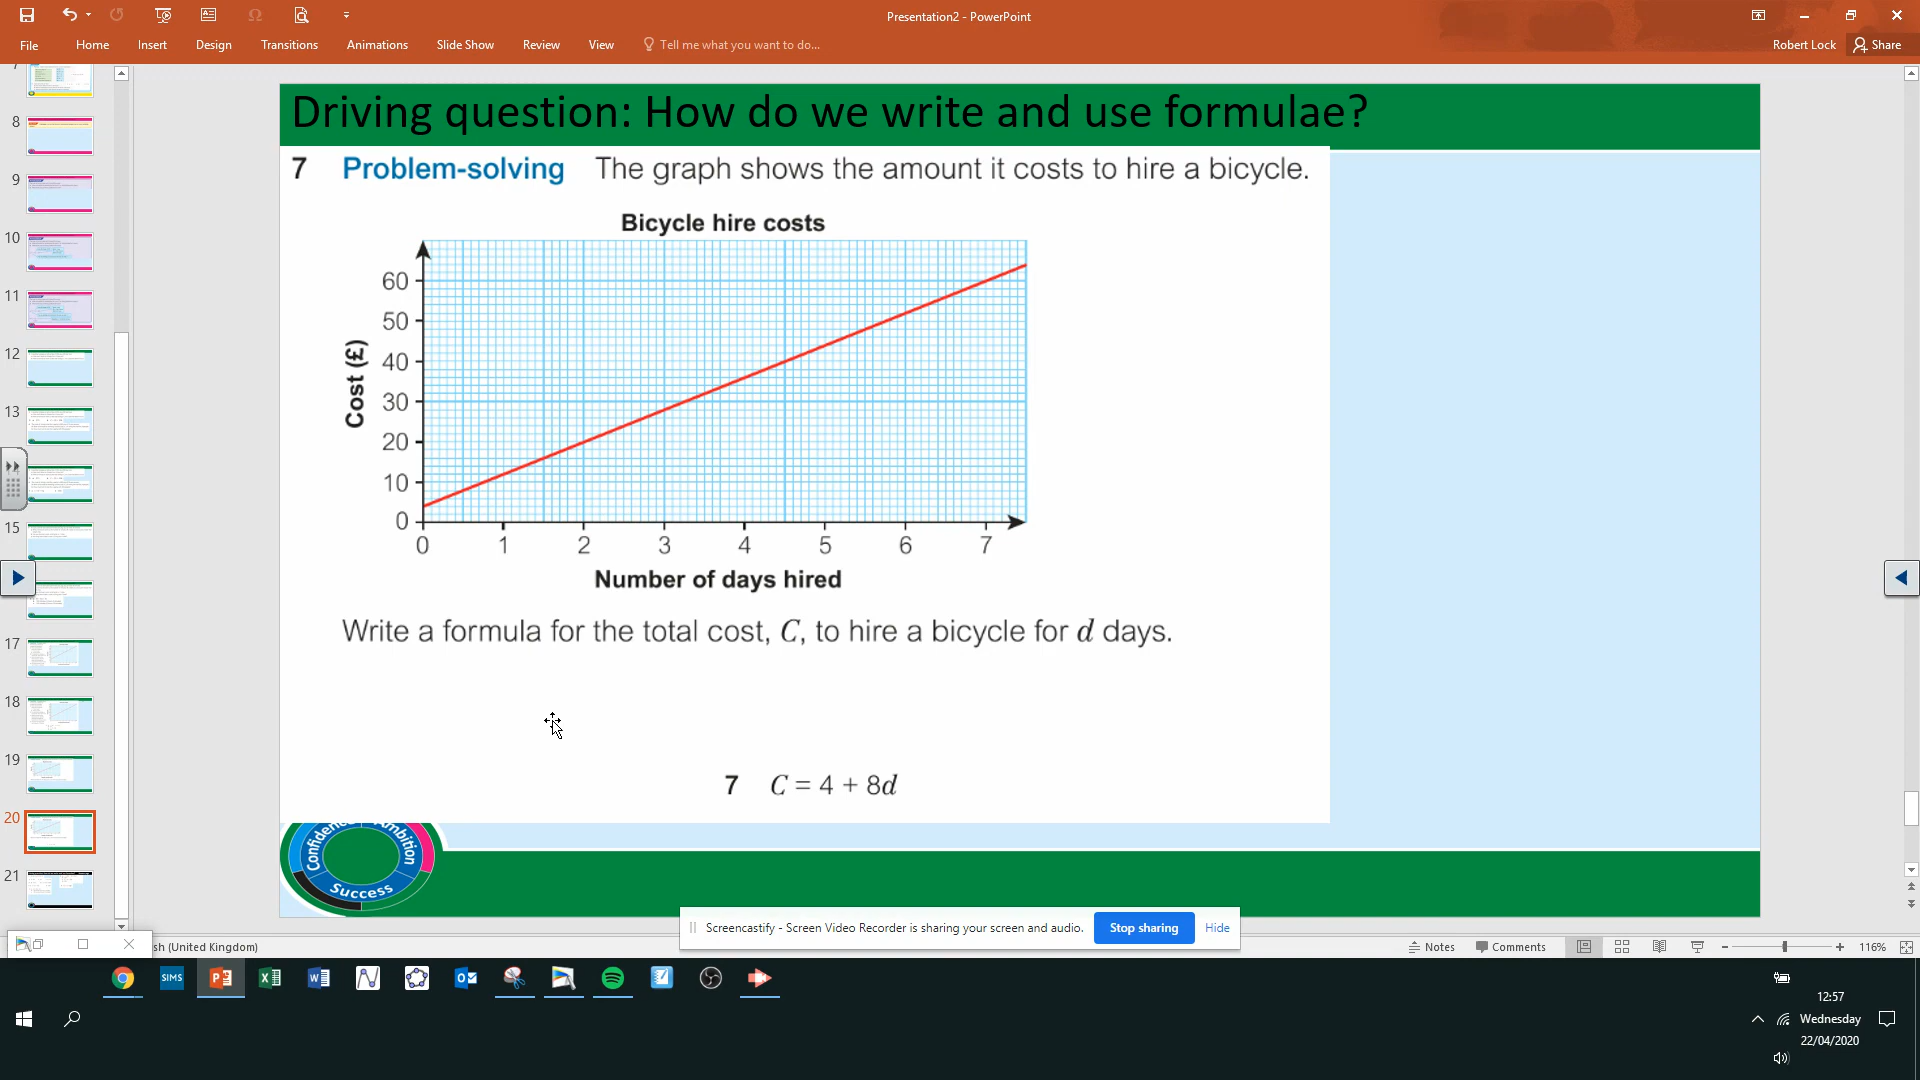 Presentation2 - PowerPoint
File Home Insert Design Transitions Animations Slide Show Review View Tell me what you want to do... Robert Lock Share
8
9
10
11
12
13
15
17
18
19
20
21
Driving question: How do we write and use formulae?
7 Problem-solving The graph shows the amount it costs to hire a bicycle.
Bicycle hire costs
Cost (£)
60
50
40
30
20
10
0
0 1 2 3 4 5 6 7
Number of days hired
Write a formula for the total cost, C, to hire a bicycle for d days.
7 C = 4 + 8d
Confidence Ambition
Success
Screencastify - Screen Video Recorder is sharing your screen and audio. Stop sharing Hide
(United Kingdom) Notes Comments 116%
SIMS
12:57
Wednesday
22/04/2020